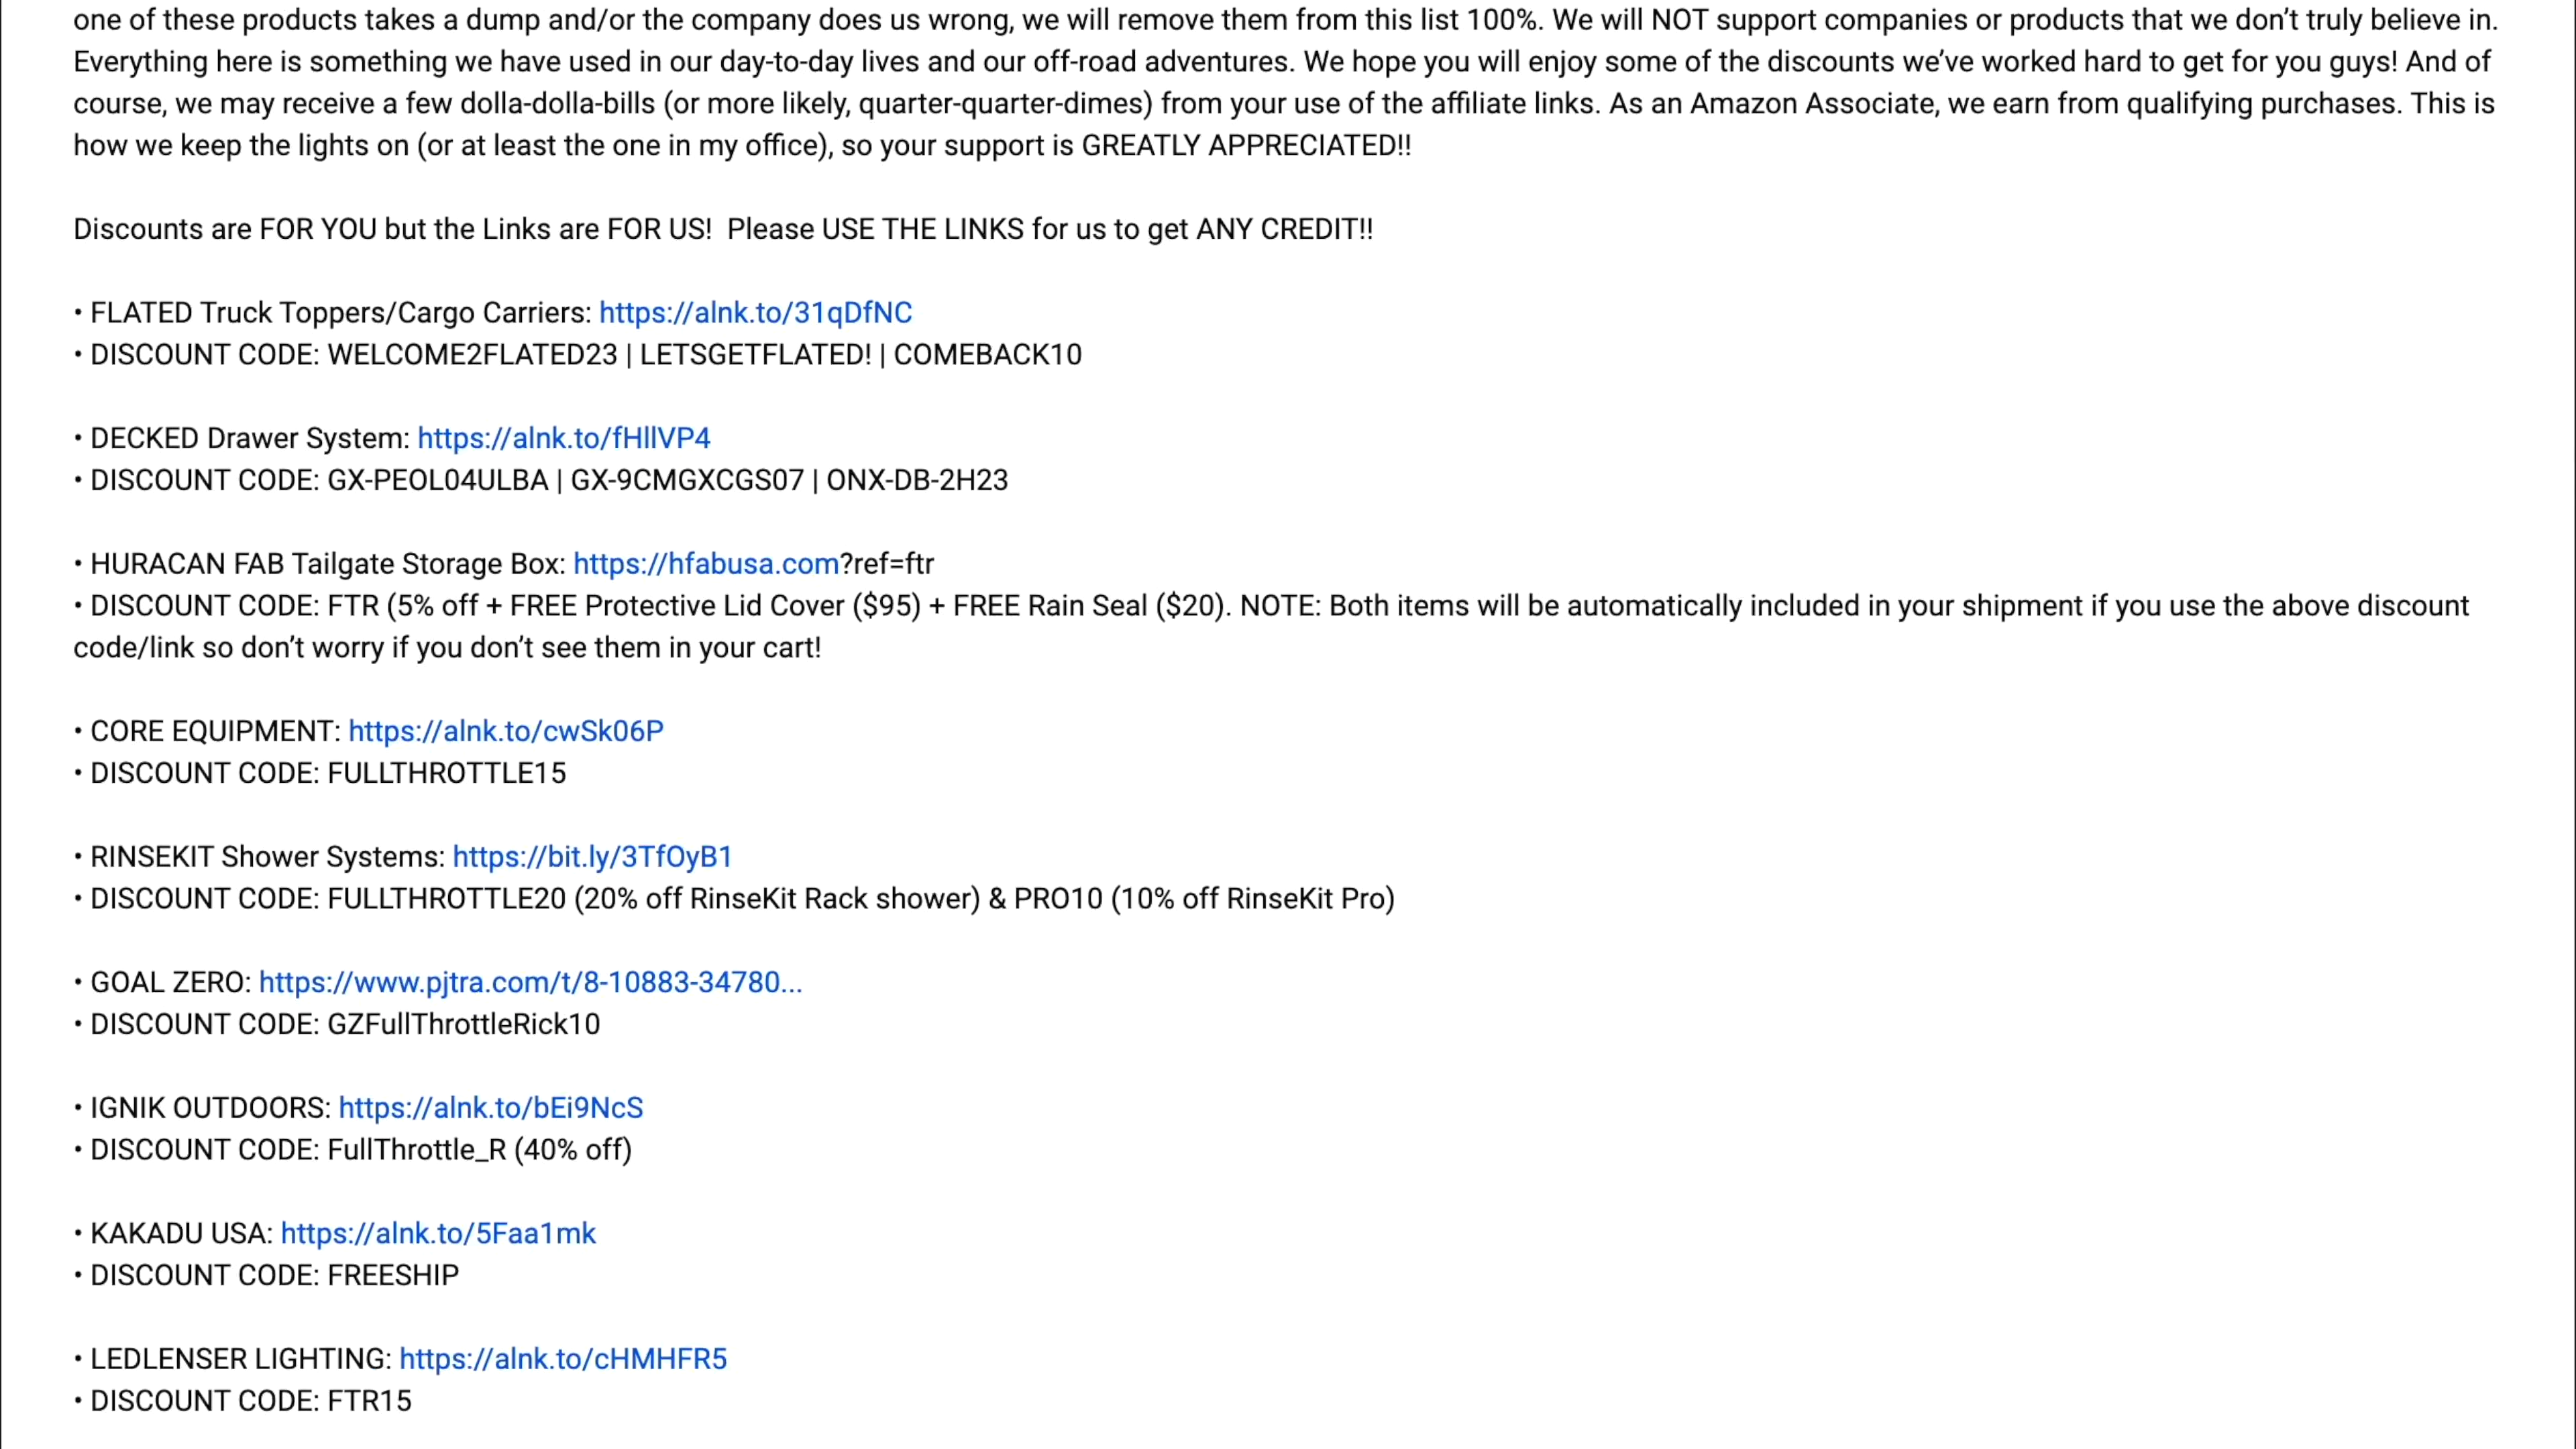 one of these products takes a dump and/or the company does us wrong, we will remove them from this list 100%. We will NOT support companies or products that we don’t truly believe in.
Everything here is something we have used in our day-to-day lives and our off-road adventures. We hope you will enjoy some of the discounts we’ve worked hard to get for you guys! And of
course, we may receive a few dolla-dolla-bills (or more likely, quarter-quarter-dimes) from your use of the affiliate links. As an Amazon Associate, we earn from qualifying purchases. This is
how we keep the lights on (or at least the one in my office), so your support is GREATLY APPRECIATED!!
Discounts are FOR YOU but the Links are FOR US!  Please USE THE LINKS for us to get ANY CREDIT!!
• FLATED Truck Toppers/Cargo Carriers: https://alnk.to/31qDfNC
• DISCOUNT CODE: WELCOME2FLATED23 | LETSGETFLATED! | COMEBACK10
• DECKED Drawer System: https://alnk.to/fHllVP4
• DISCOUNT CODE: GX-PEOL04ULBA | GX-9CMGXCGS07 | ONX-DB-2H23
• HURACAN FAB Tailgate Storage Box: https://hfabusa.com?ref=ftr
• DISCOUNT CODE: FTR (5% off + FREE Protective Lid Cover ($95) + FREE Rain Seal ($20). NOTE: Both items will be automatically included in your shipment if you use the above discount
code/link so don’t worry if you don’t see them in your cart!
• CORE EQUIPMENT: https://alnk.to/cwSk06P
• DISCOUNT CODE: FULLTHROTTLE15
• RINSEKIT Shower Systems: https://bit.ly/3TfOyB1
• DISCOUNT CODE: FULLTHROTTLE20 (20% off RinseKit Rack shower) & PRO10 (10% off RinseKit Pro)
• GOAL ZERO: https://www.pjtra.com/t/8-10883-34780...
• DISCOUNT CODE: GZFullThrottleRick10
• IGNIK OUTDOORS: https://alnk.to/bEi9NcS
• DISCOUNT CODE: FullThrottle_R (40% off)
• KAKADU USA: https://alnk.to/5Faa1mk
• DISCOUNT CODE: FREESHIP
• LEDLENSER LIGHTING: https://alnk.to/cHMHFR5
• DISCOUNT CODE: FTR15